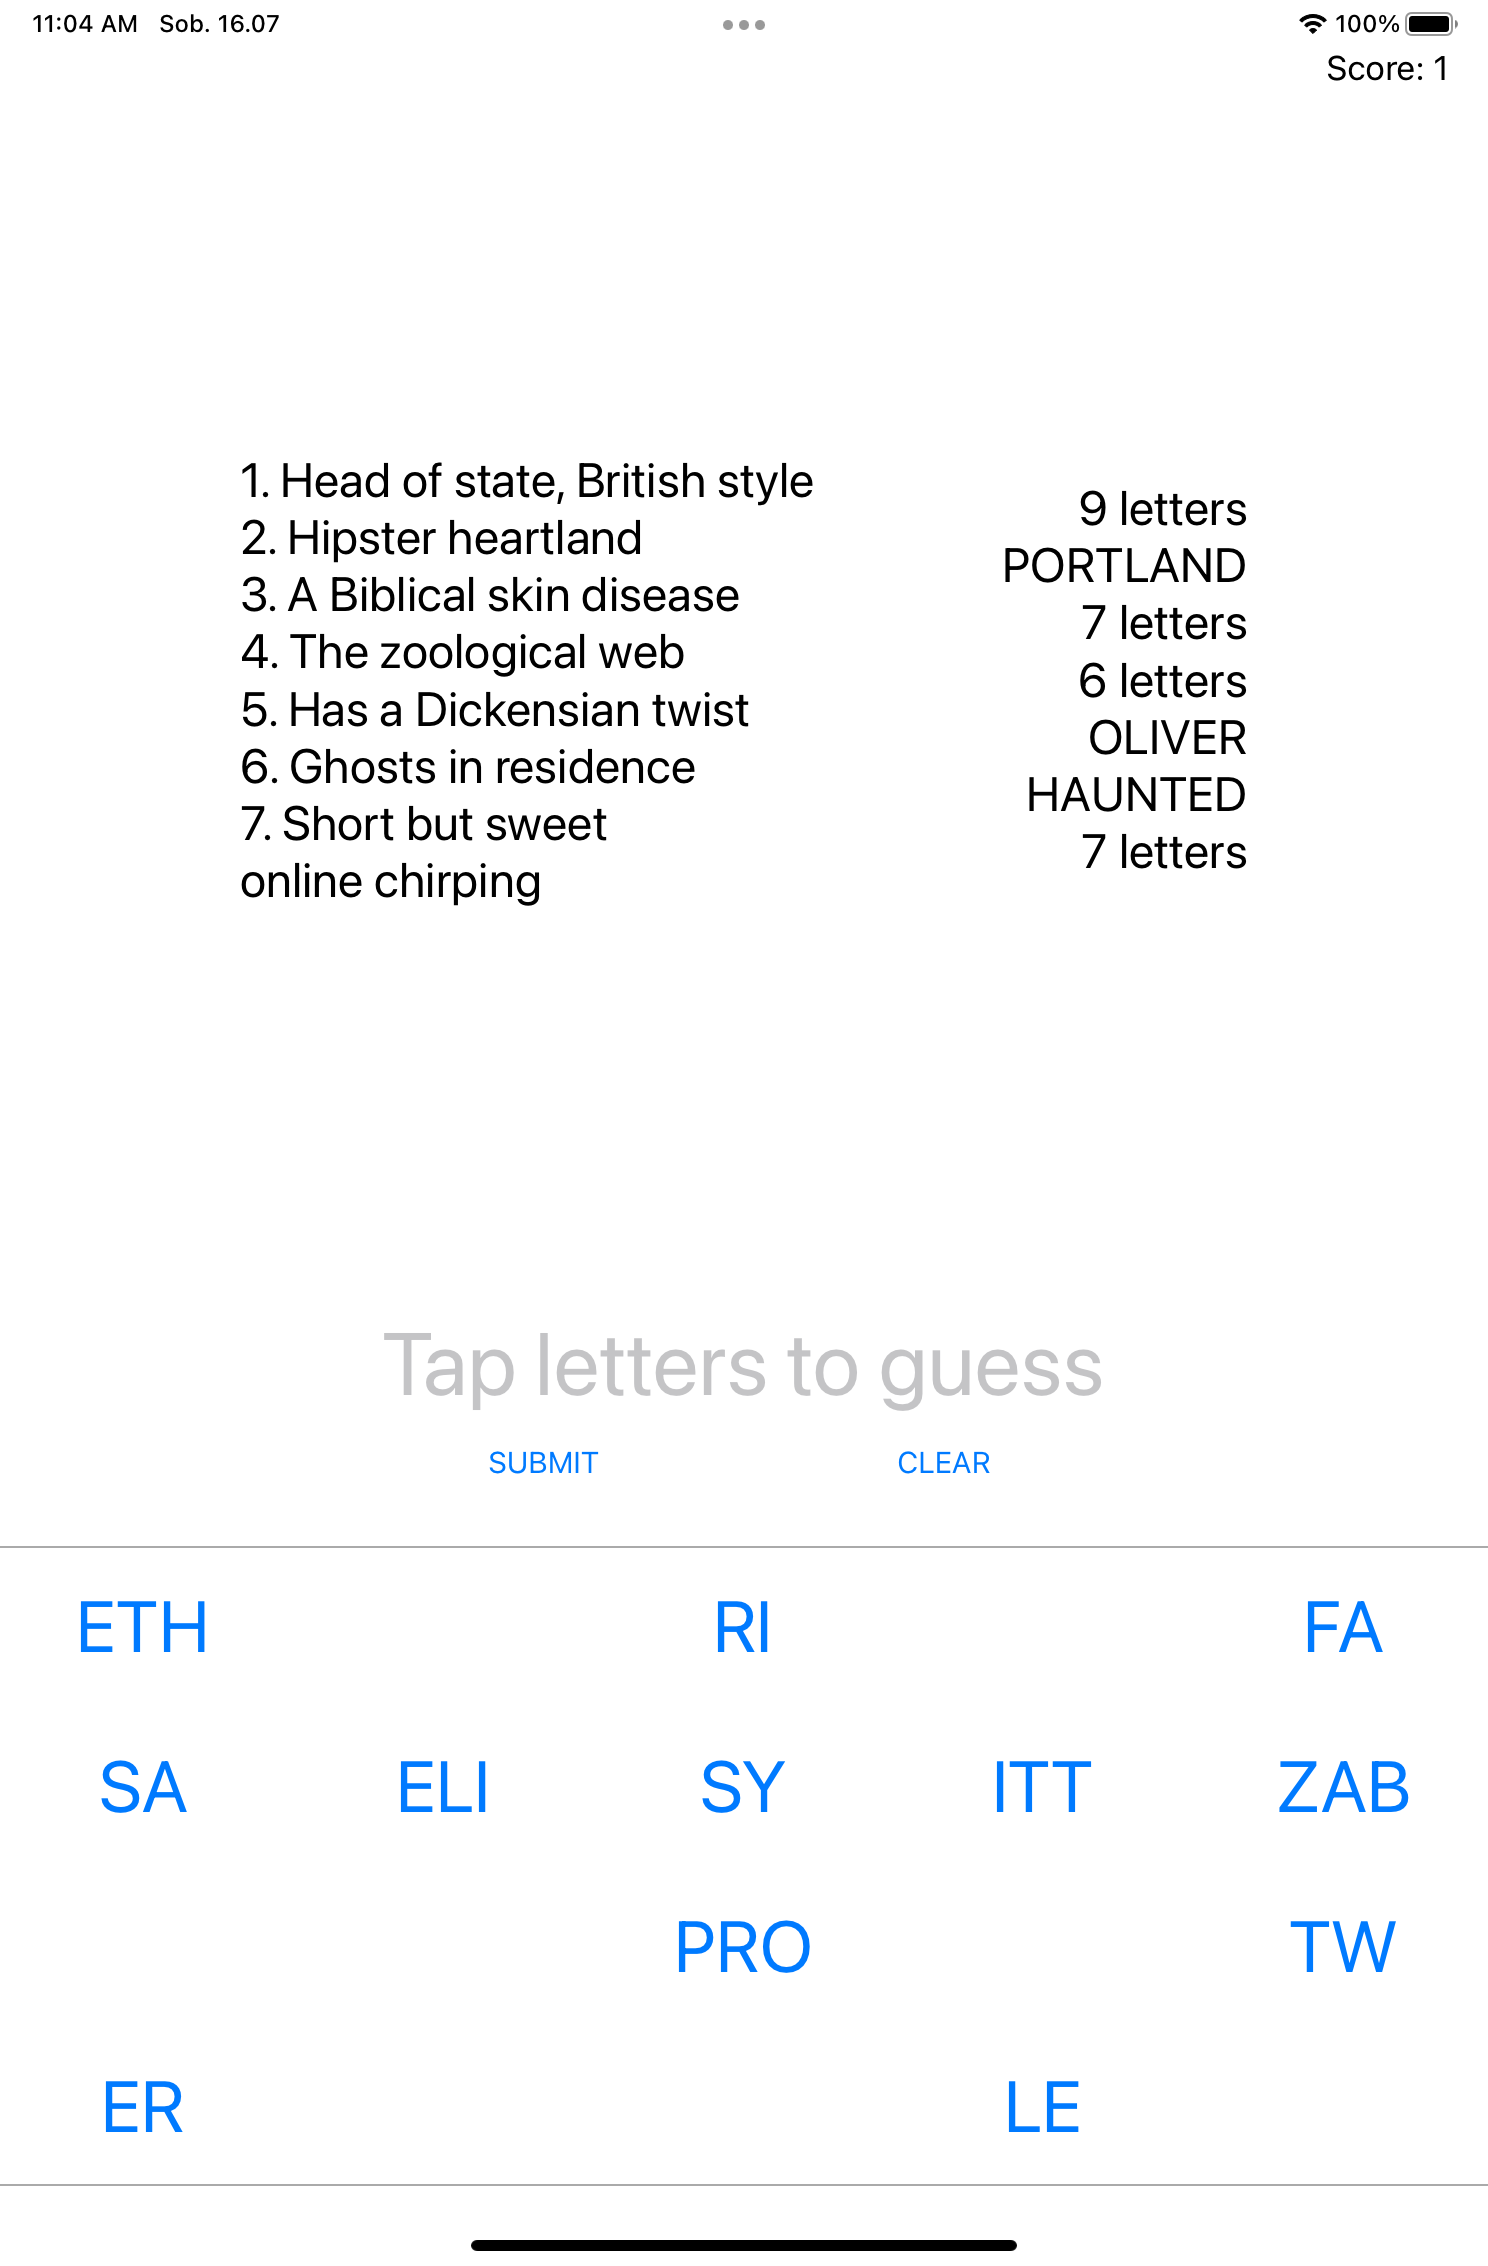 11:04 AM Sob. 16.07
100%
Score: 1
1. Head of state, British style
2. Hipster heartland
3. A Biblical skin disease
4. The zoological web
5. Has a Dickensian twist
6. Ghosts in residence
7. Short but sweet
online chirping
9 letters
PORTLAND
7 letters
6 letters
OLIVER
HAUNTED
7 letters
Tap letters to guess
SUBMIT CLEAR
ETH RI FA
SA ELI SY ITT ZAB
PRO TW
ER LE